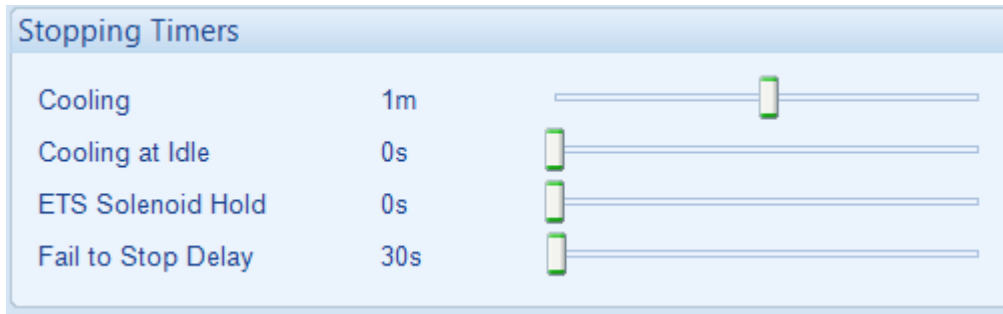 Stopping Timers
Cooling 1m
Cooling at Idle 0s
ETS Solenoid Hold 0s
Fail to Stop Delay 30s